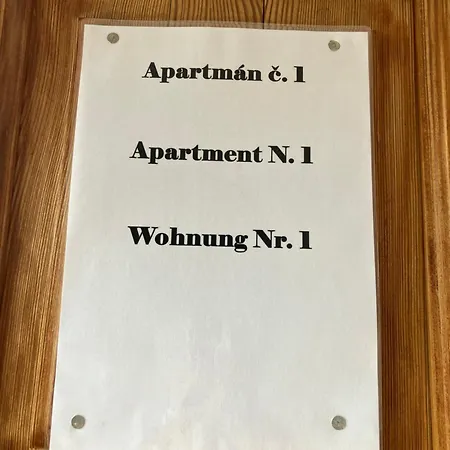 Apartmán č. 1
Apartment N. 1
Wohnung Nr. 1